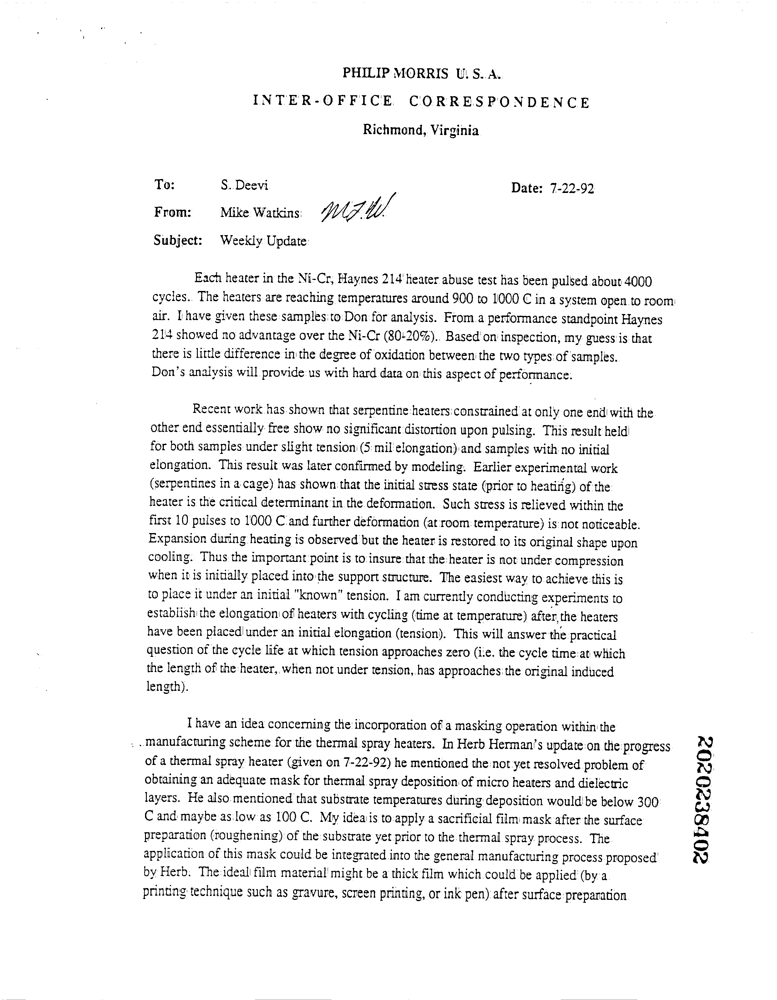 PHILIP MORRIS U. S. A.
INTER-OFFICE CORRESPONDENCE
Richmond, Virginia
To: S. Deevi Date: 7-22-92
From: Mike Watkins M.J.W.
Subject: Weekly Update
Each heater in the Ni-Cr, Haynes 214 heater abuse test has been pulsed about 4000
cycles. The heaters are reaching temperatures around 900 to 1000 C in a system open to room
air. I have given these samples to Don for analysis. From a performance standpoint Haynes
214 showed no advantage over the Ni-Cr (80-20%). Based on inspection, my guess is that
there is little difference in the degree of oxidation between the two types of samples.
Don's analysis will provide us with hard data on this aspect of performance.
Recent work has shown that serpentine heaters constrained at only one end with the
other end essentially free show no significant distortion upon pulsing. This result held
for both samples under slight tension (5 mil elongation) and samples with no initial
elongation. This result was later confirmed by modeling. Earlier experimental work
(serpentines in a cage) has shown that the initial stress state (prior to heating) of the
heater is the critical determinant in the deformation. Such stress is relieved within the
first 10 pulses to 1000 C and further deformation (at room temperature) is not noticeable.
Expansion during heating is observed but the heater is restored to its original shape upon
cooling. Thus the important point is to insure that the heater is not under compression
when it is initially placed into the support structure. The easiest way to achieve this is
to place it under an initial "known" tension. I am currently conducting experiments to
establish the elongation of heaters with cycling (time at temperature) after the heaters
have been placed under an initial elongation (tension). This will answer the practical
question of the cycle life at which tension approaches zero (i.e. the cycle time at which
the length of the heater, when not under tension, has approaches the original induced
length).
I have an idea concerning the incorporation of a masking operation within the
manufacturing scheme for the thermal spray heaters. In Herb Herman's update on the progress
of a thermal spray heater (given on 7-22-92) he mentioned the not yet resolved problem of
obtaining an adequate mask for thermal spray deposition of micro heaters and dielectric
layers. He also mentioned that substrate temperatures during deposition would be below 300
C and maybe as low as 100 C. My idea is to apply a sacrificial film mask after the surface
preparation (roughening) of the substrate yet prior to the thermal spray process. The
application of this mask could be integrated into the general manufacturing process proposed
by Herb. The ideal film material might be a thick film which could be applied (by a
printing technique such as gravure, screen printing, or ink pen) after surface preparation
2020238402